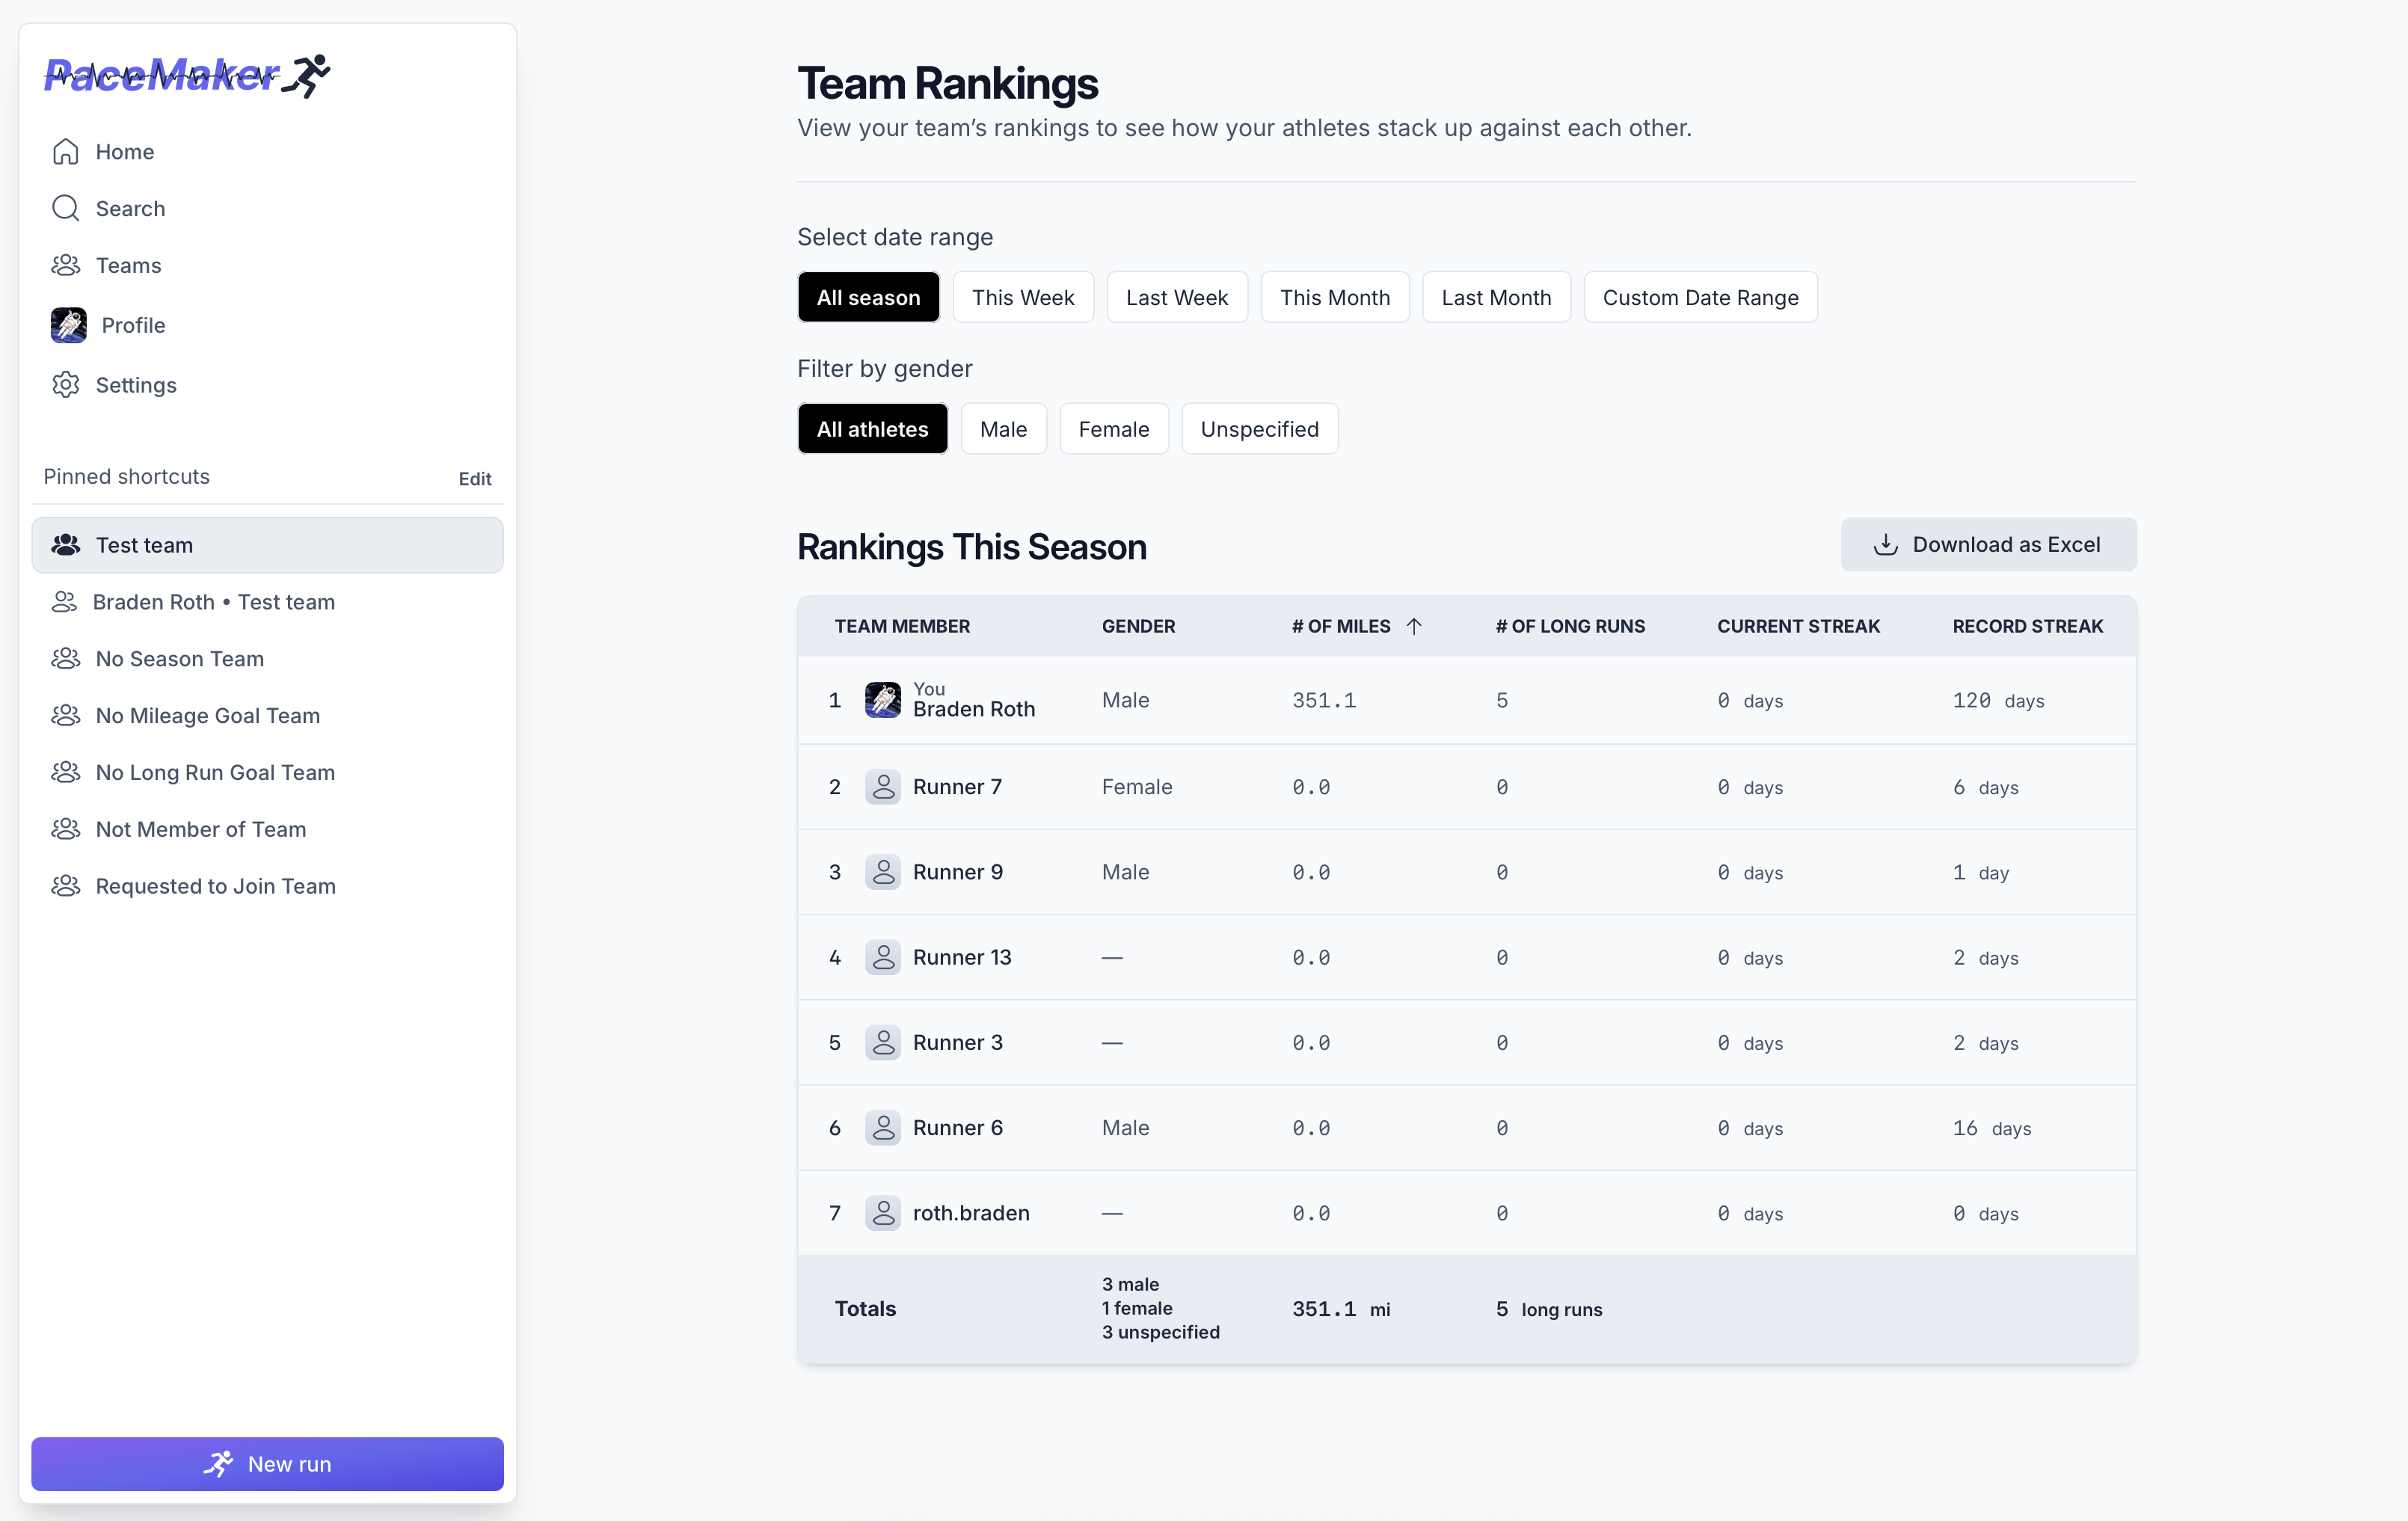 PaceMaker
Home
Search
Teams
Profile
Settings
Pinned shortcuts Edit
Test team
Braden Roth • Test team
No Season Team
No Mileage Goal Team
No Long Run Goal Team
Not Member of Team
Requested to Join Team
New run
Team Rankings
View your team’s rankings to see how your athletes stack up against each other.
Select date range
All season This Week Last Week This Month Last Month Custom Date Range
Filter by gender
All athletes Male Female Unspecified
Rankings This Season Download as Excel
TEAM MEMBER GENDER # OF MILES # OF LONG RUNS CURRENT STREAK RECORD STREAK
1 You Braden Roth Male 351.1 5 0 days 120 days
2 Runner 7 Female 0.0 0 0 days 6 days
3 Runner 9 Male 0.0 0 0 days 1 day
4 Runner 13 — 0.0 0 0 days 2 days
5 Runner 3 — 0.0 0 0 days 2 days
6 Runner 6 Male 0.0 0 0 days 16 days
7 roth.braden — 0.0 0 0 days 0 days
Totals 3 male 1 female 3 unspecified 351.1 mi 5 long runs